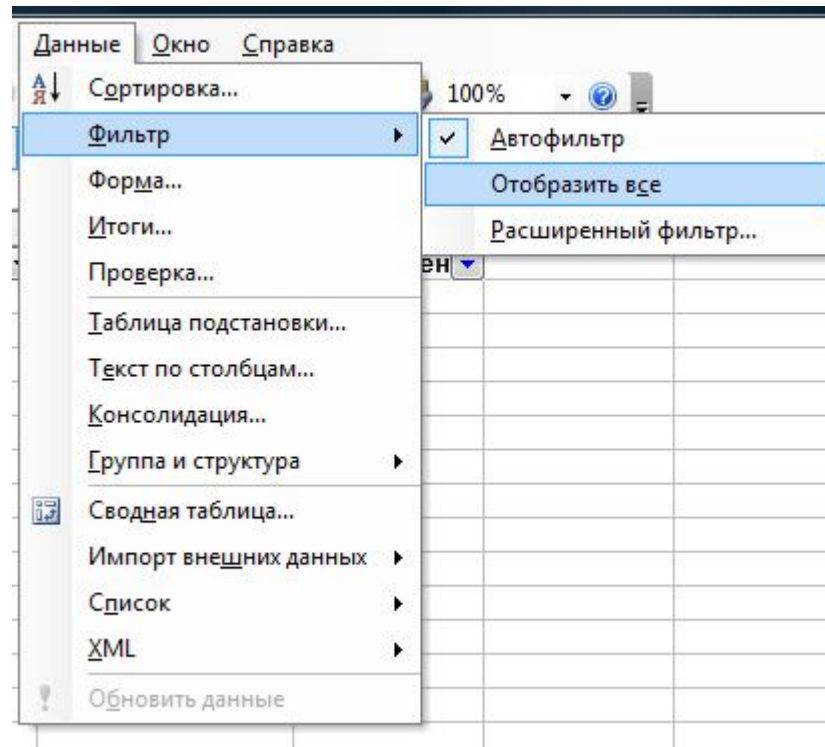 Данные Окно Справка
Сортировка...
100%
Фильтр
Автофильтр
Форма...
Отобразить все
Итоги...
Расширенный фильтр...
Проверка...
ен
Таблица подстановки...
Текст по столбцам...
Консолидация...
Группа и структура
Сводная таблица...
Импорт внешних данных
Список
XML
Обновить данные